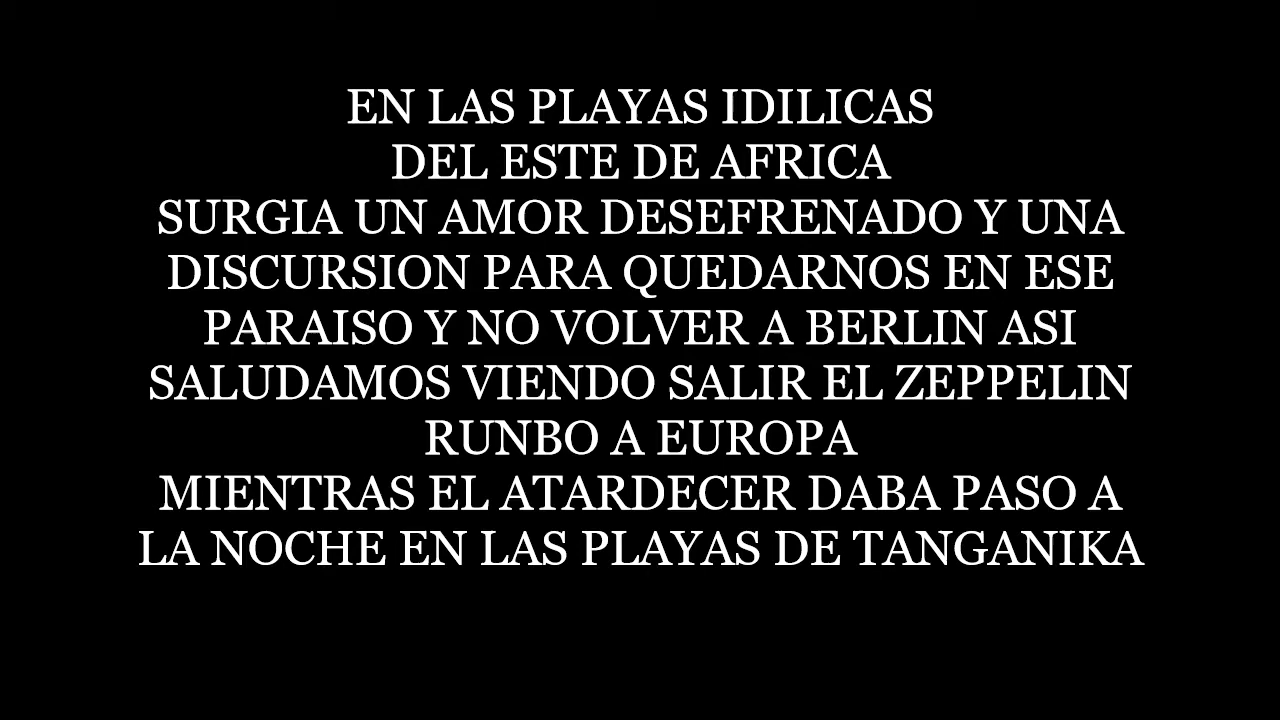 EN LAS PLAYAS IDILICAS
DEL ESTE DE AFRICA
SURGIA UN AMOR DESEFRENADO Y UNA
DISCURSION PARA QUEDARNOS EN ESE
PARAISO Y NO VOLVER A BERLIN ASI
SALUDAMOS VIENDO SALIR EL ZEPPELIN
RUNBO A EUROPA
MIENTRAS EL ATARDECER DABA PASO A
LA NOCHE EN LAS PLAYAS DE TANGANIKA